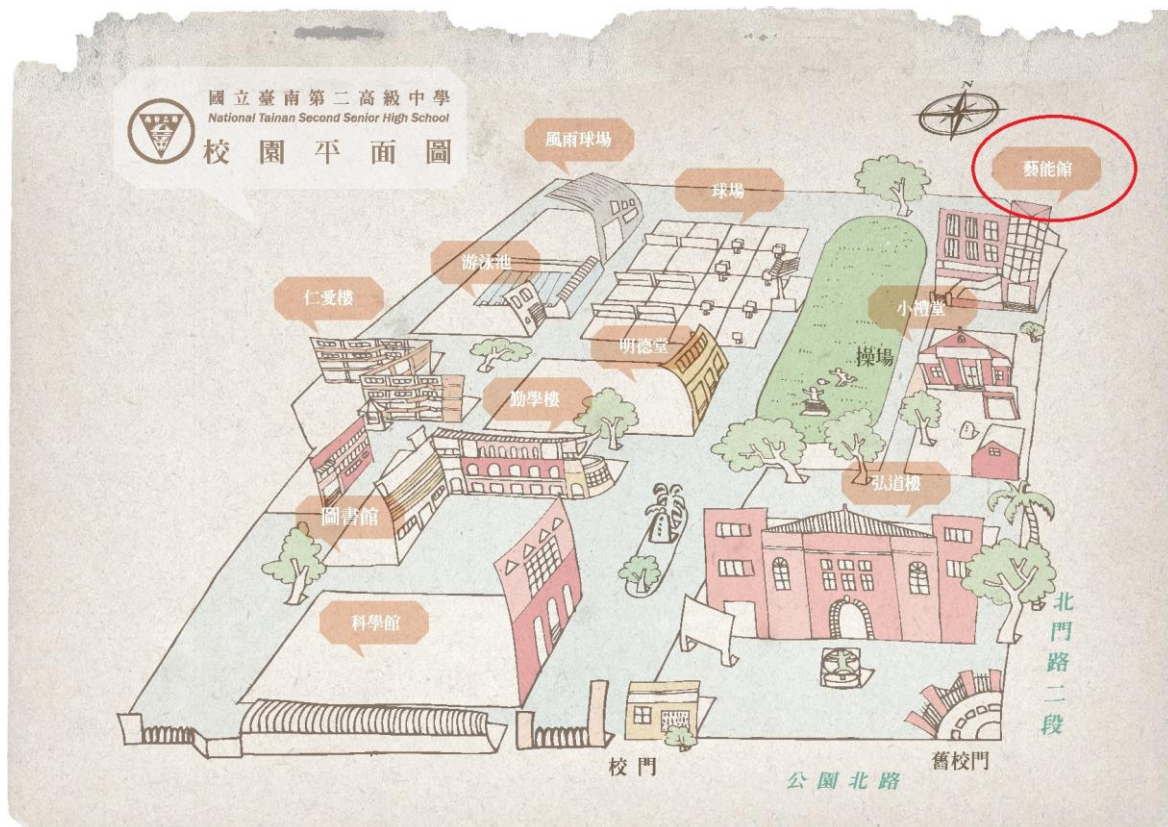 國立臺南第二高級中學
National Tainan Second Senior High School
校園平面圖
N
風雨球場
藝能館
球場
游泳池
仁愛樓
小禮堂
明德堂
操場
勤學樓
弘道樓
圖書館
科學館
北門路二段
校門
舊校門
公園北路